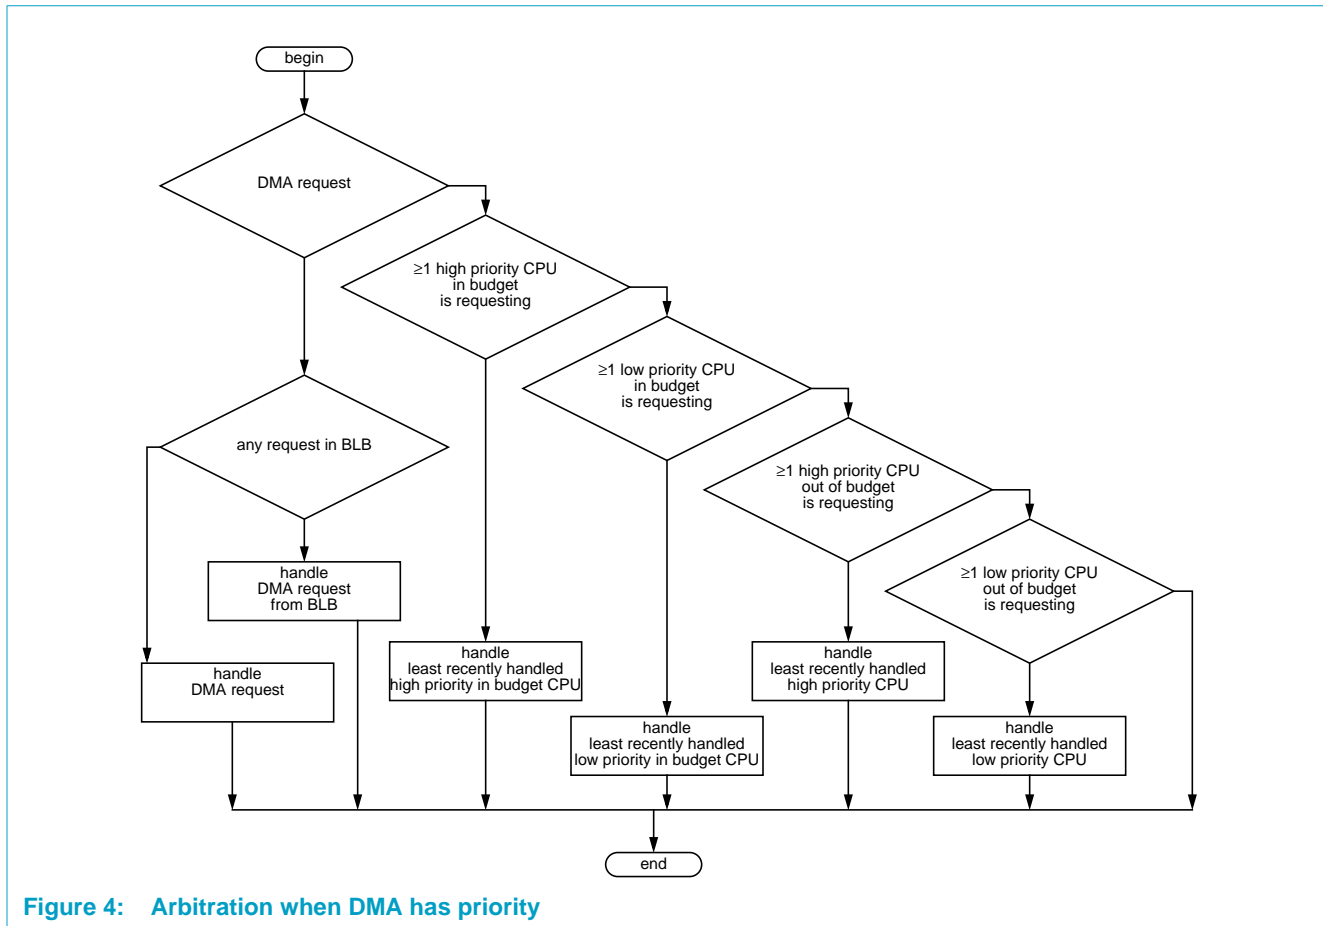 begin
DMA request
≥1 high priority CPU
in budget
is requesting
≥1 low priority CPU
in budget
is requesting
≥1 high priority CPU
out of budget
is requesting
≥1 low priority CPU
out of budget
is requesting
any request in BLB
handle
DMA request
from BLB
handle
DMA request
handle
least recently handled
high priority in budget CPU
handle
least recently handled
low priority in budget CPU
handle
least recently handled
high priority CPU
handle
least recently handled
low priority CPU
end
Figure 4: Arbitration when DMA has priority